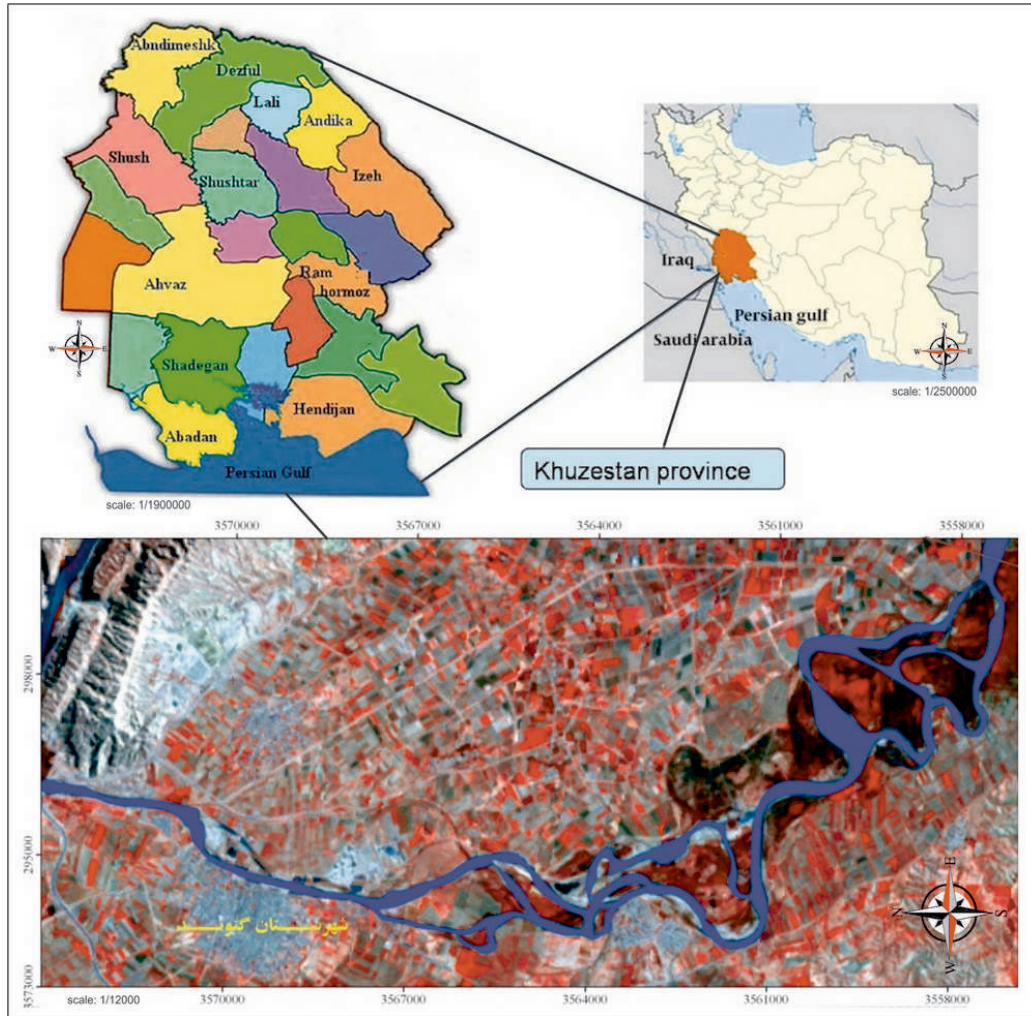 Abndimeshk
Dezful
Lali
Andika
Shush
Shushtar
Izeh
Ahvaz
Ram
hormoz
Shadegan
Hendijan
Abadan
Persian Gulf
N
W
E
S
scale: 1/1900000
Iraq
Persian gulf
Saudi arabia
N
W
E
S
scale: 1/2500000
Khuzestan province
3570000
3567000
3564000
3561000
3558000
298000
295000
3573000
شهرستان گتوند
E
N
S
W
scale: 1/12000
3570000
3567000
3564000
3561000
3558000